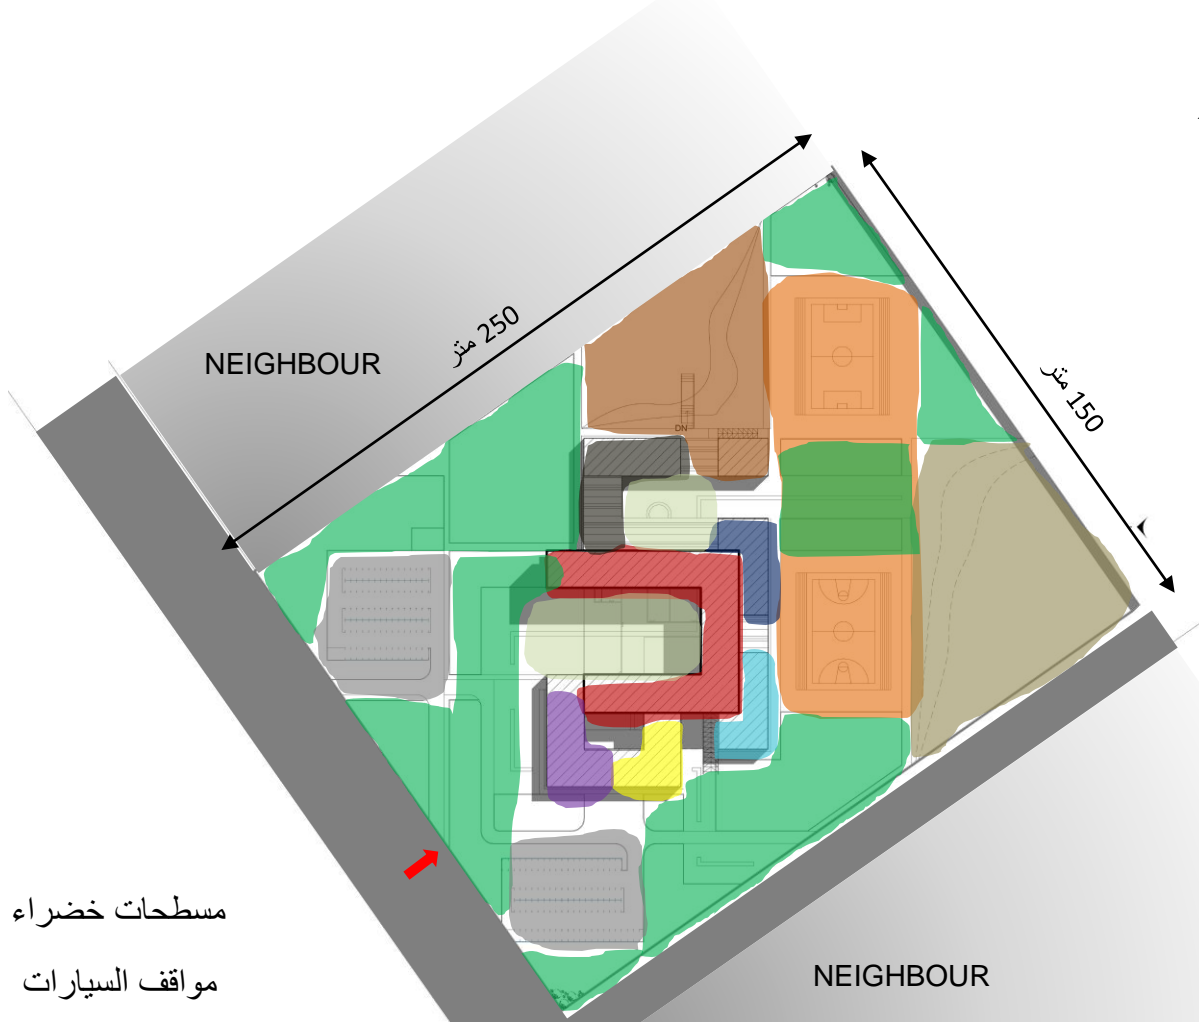 250 متر
150 متر
NEIGHBOUR
DN
مسطحات خضراء
مواقف السيارات
NEIGHBOUR